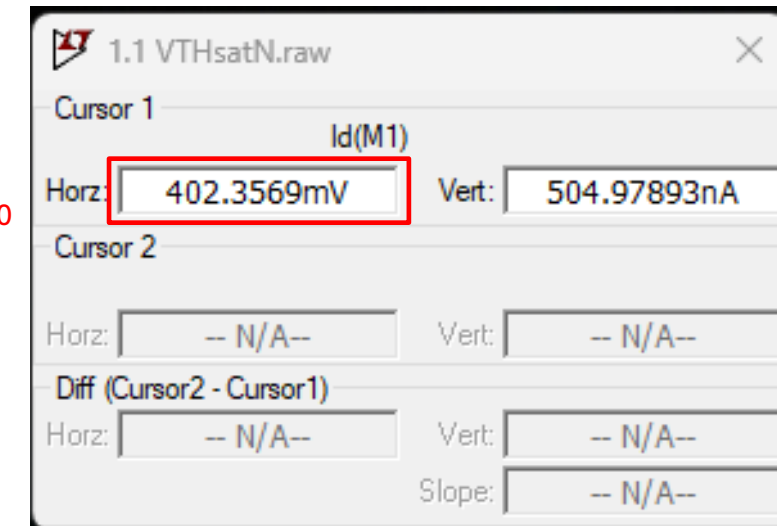 1.1 VTHsatN.raw
Cursor 1
Id(M1)
Horz: 402.3569mV Vert: 504.97893nA
0
Cursor 2
Horz: -- N/A-- Vert: -- N/A--
Diff (Cursor2 - Cursor1)
Horz: -- N/A-- Vert: -- N/A--
Slope: -- N/A--